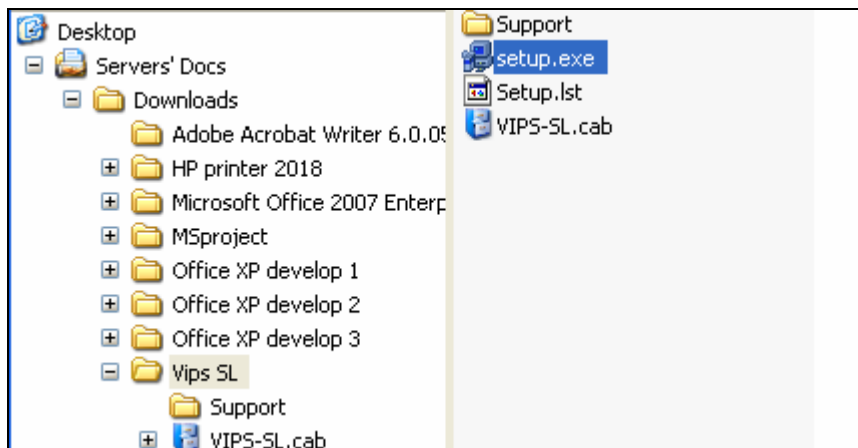 Desktop
Servers' Docs
Downloads
Adobe Acrobat Writer 6.0.05
HP printer 2018
Microsoft Office 2007 Enterp
MSproject
Office XP develop 1
Office XP develop 2
Office XP develop 3
Vips SL
Support
VIPS-SL.cab
Support
setup.exe
Setup.lst
VIPS-SL.cab